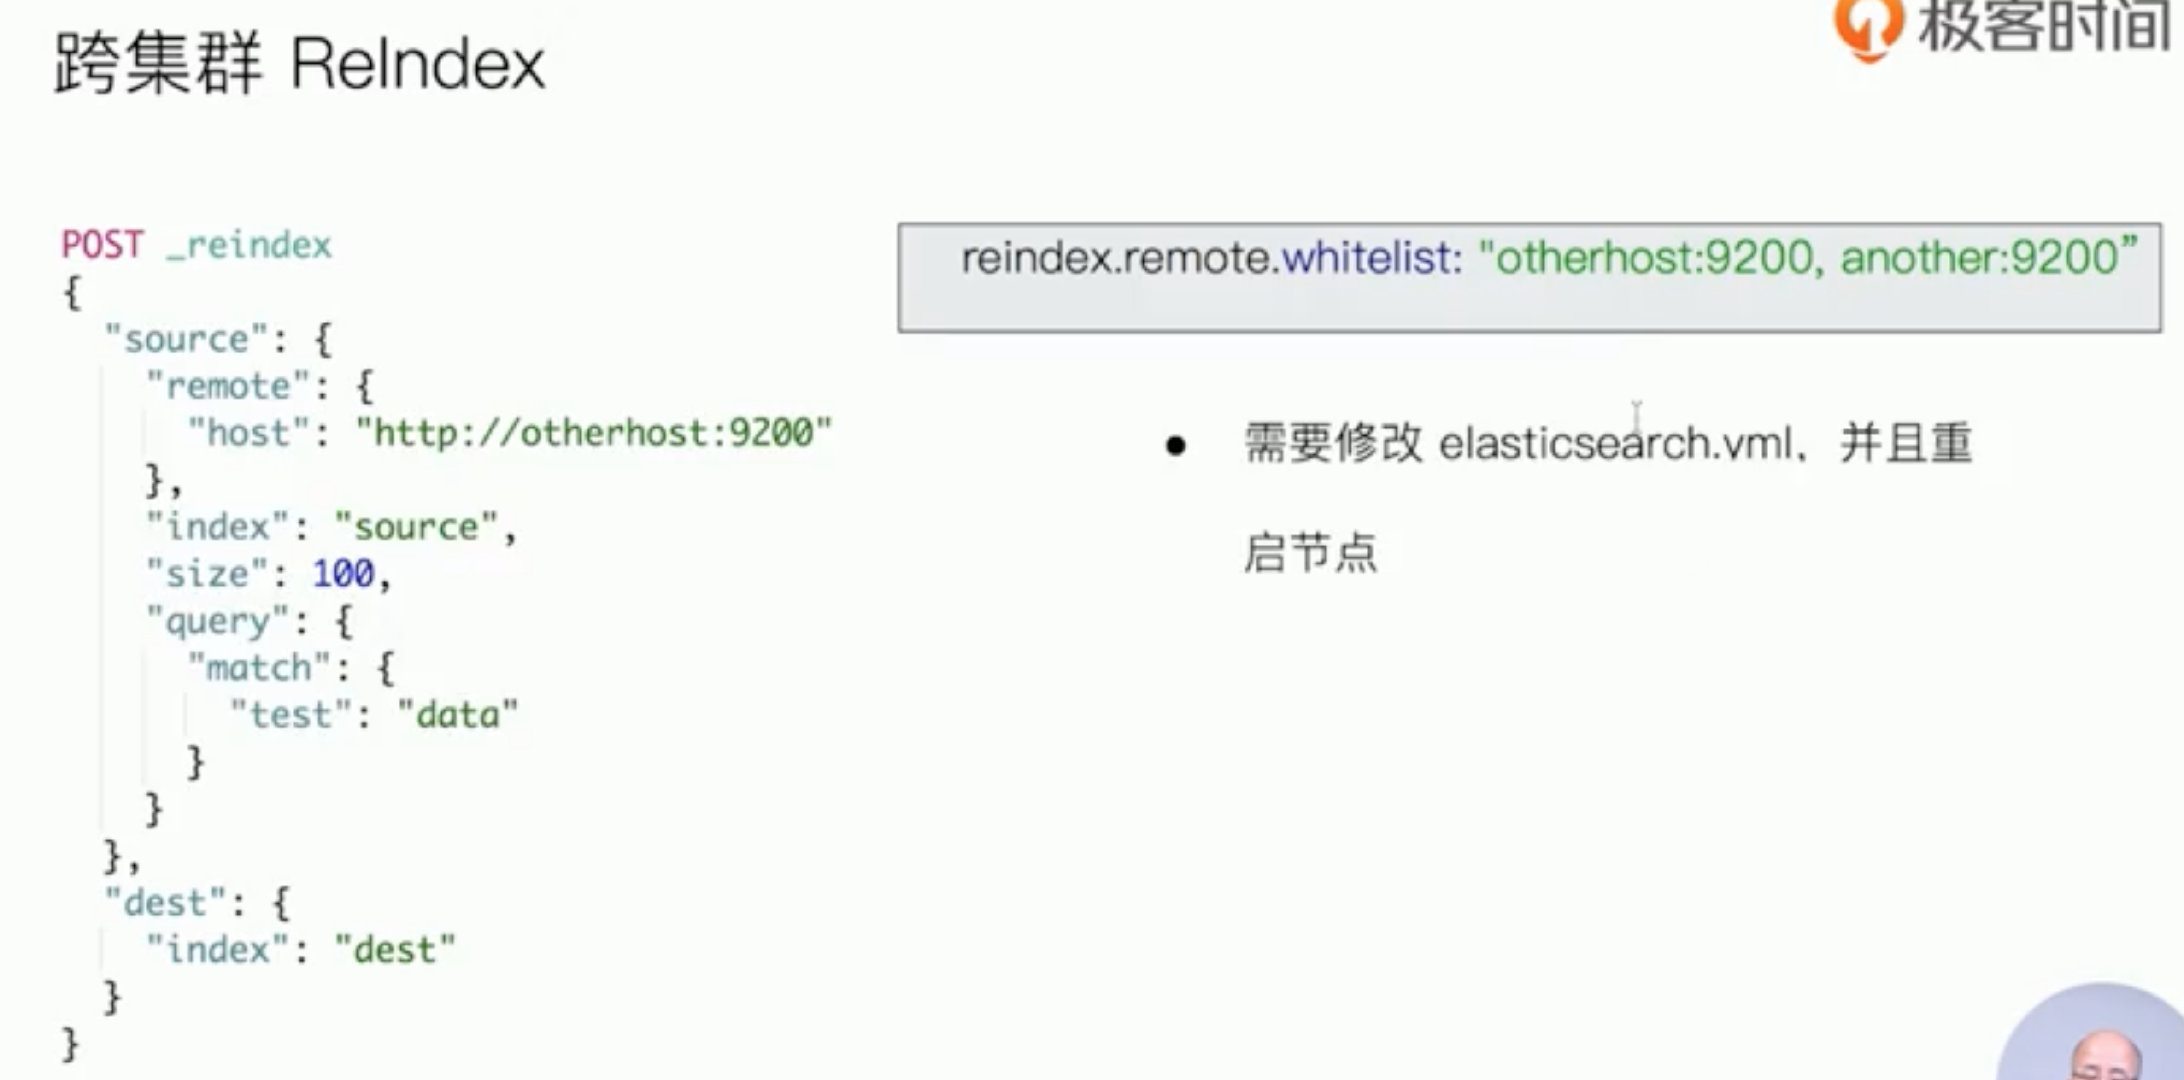 跨集群 ReIndex
极客时间
POST _reindex
{
"source": {
"remote": {
"host": "http://otherhost:9200"
},
"index": "source",
"size": 100,
"query": {
"match": {
"test": "data"
}
}
},
"dest": {
"index": "dest"
}
}
reindex.remote.whitelist: "otherhost:9200, another:9200”
需要修改 elasticsearch.yml，并且重
启节点